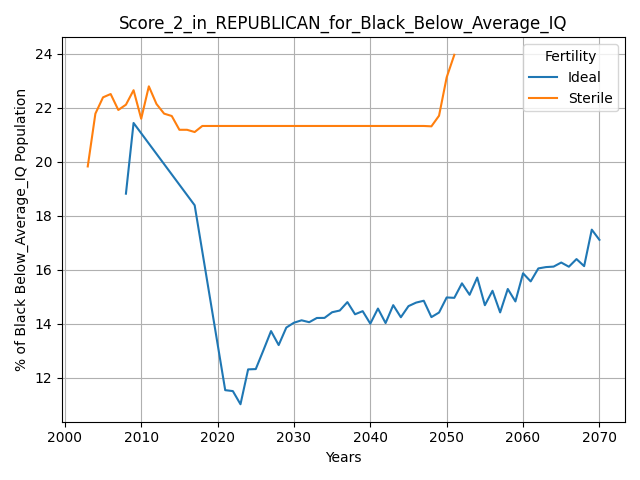 Score_2_in_REPUBLICAN_for_Black_Below_Average_IQ
Fertility
Ideal
Sterile
% of Black Below_Average_IQ Population
24
22
20
18
16
14
12
2000 2010 2020 2030 2040 2050 2060 2070
Years